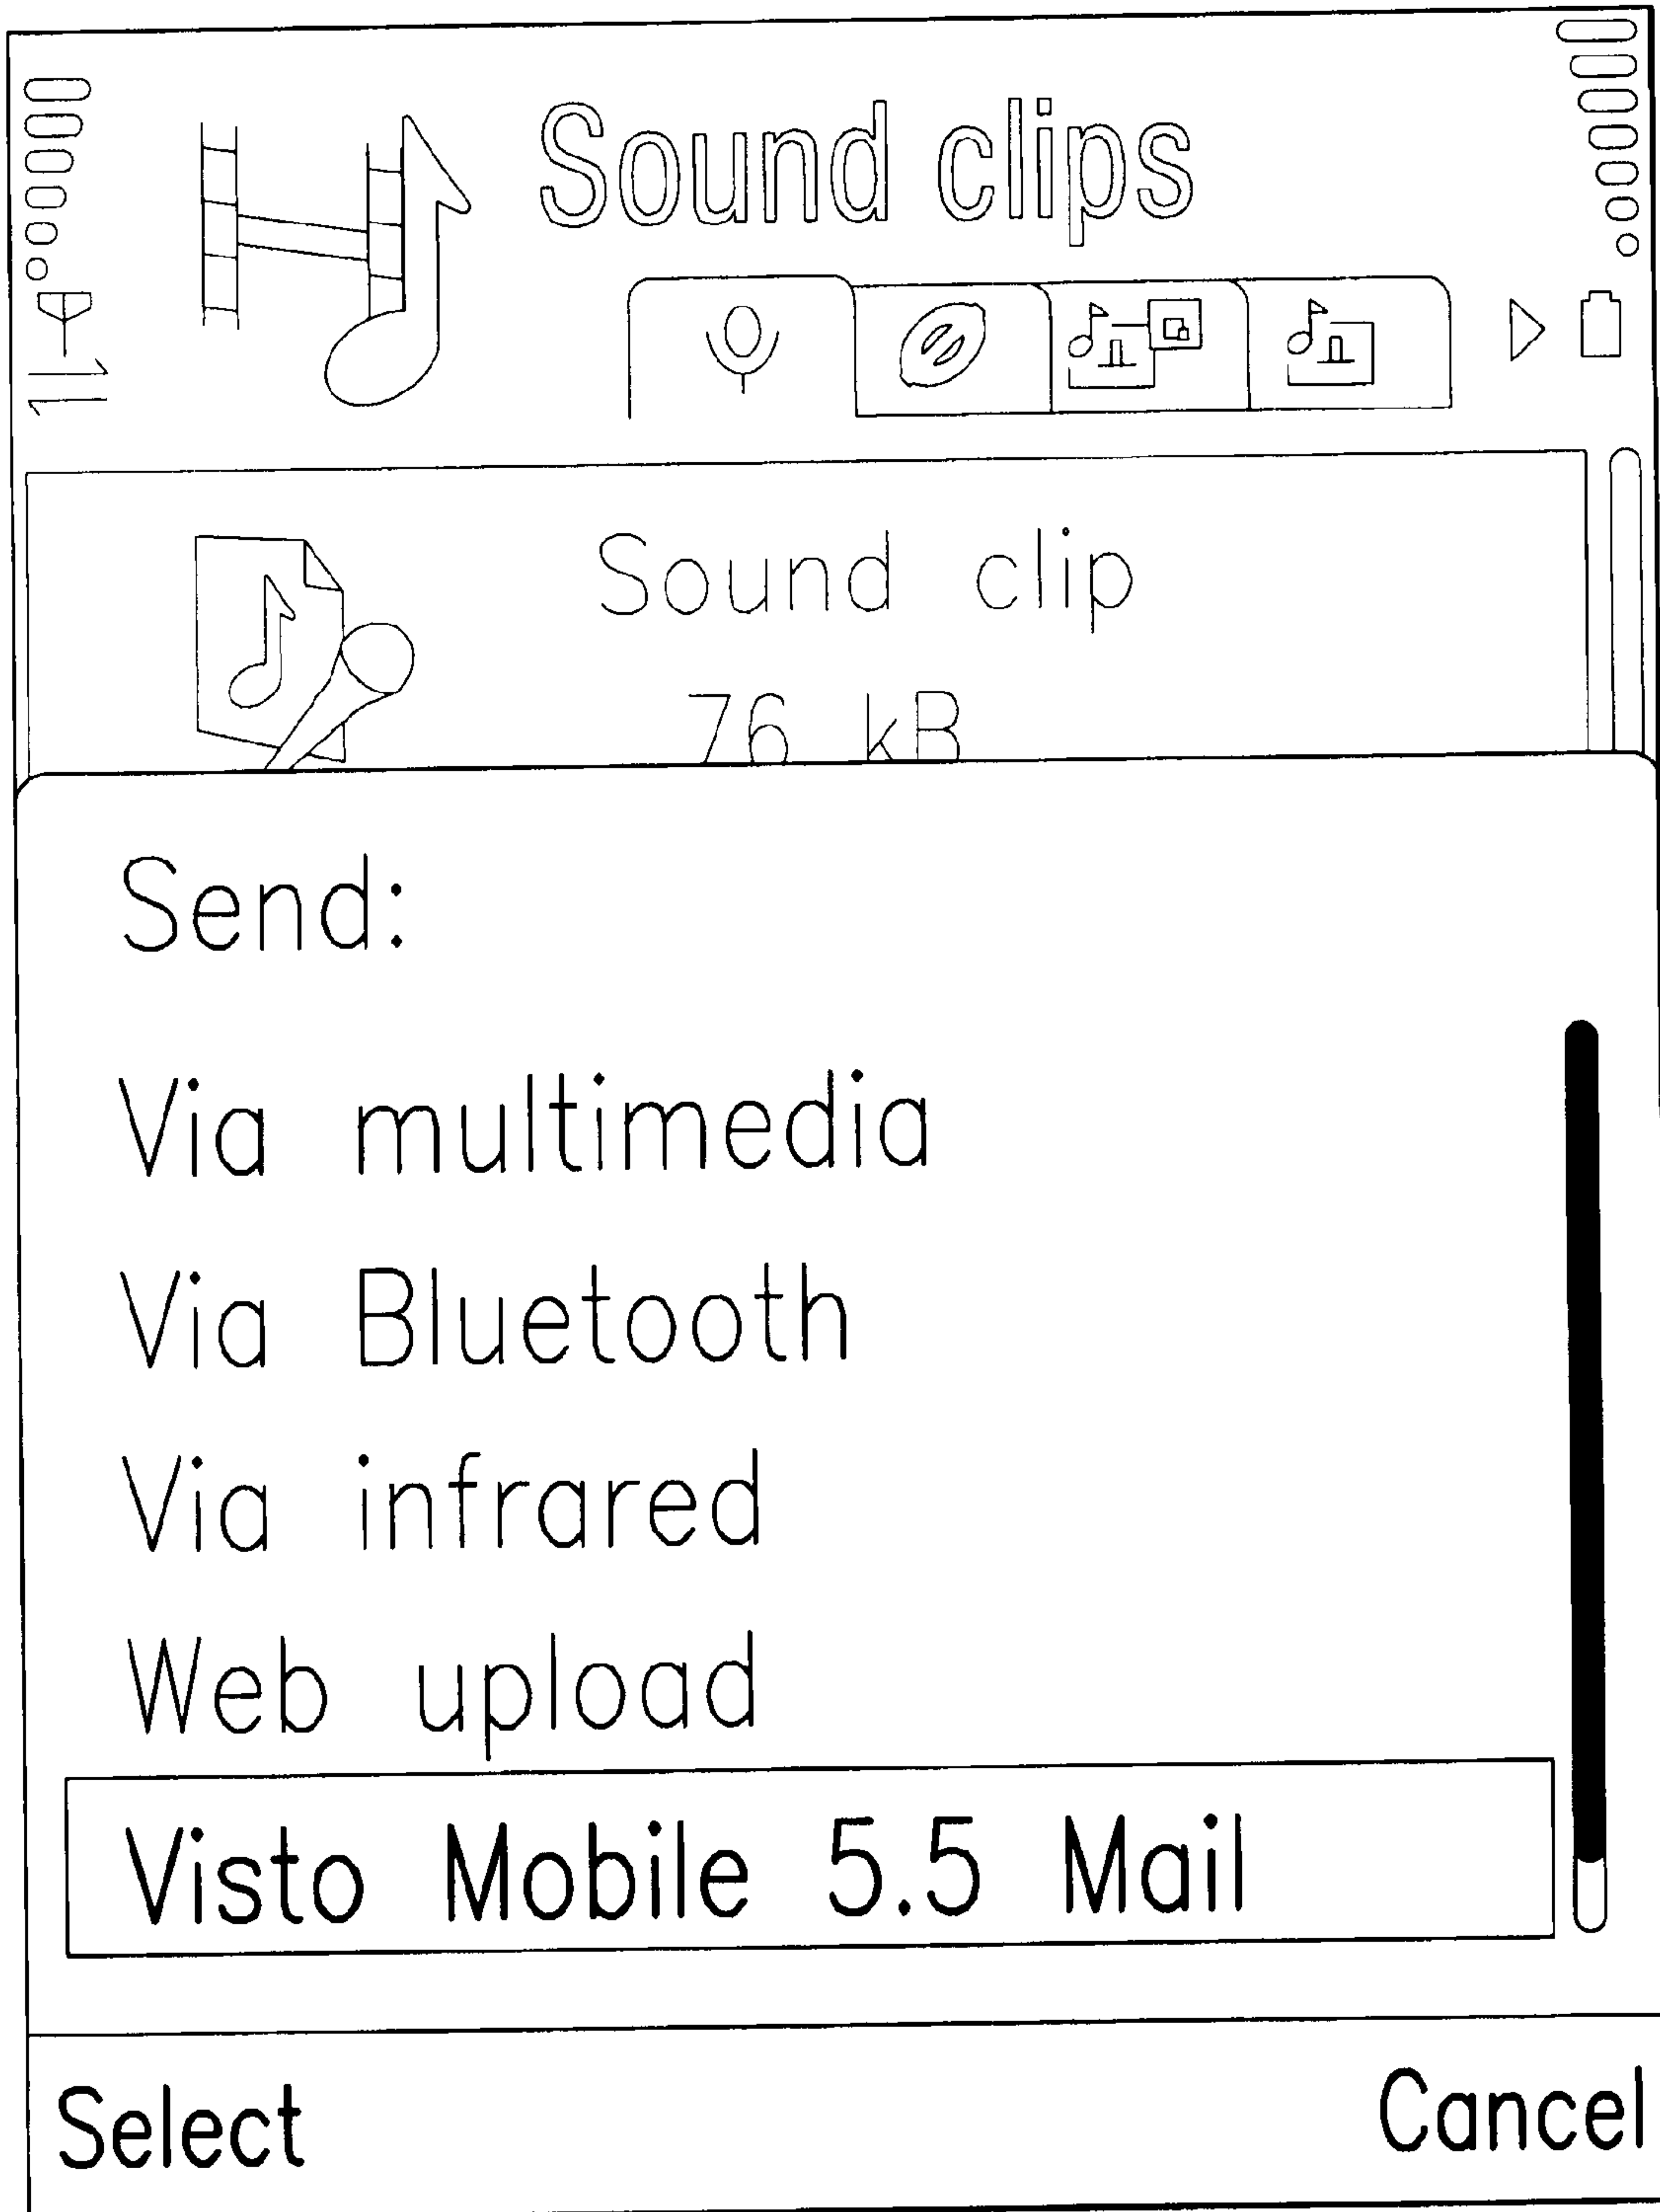 Sound clips
Sound clip
76 kB
Send:
Via multimedia
Via Bluetooth
Via infrared
Web upload
Visto Mobile 5.5 Mail
Select
Cancel